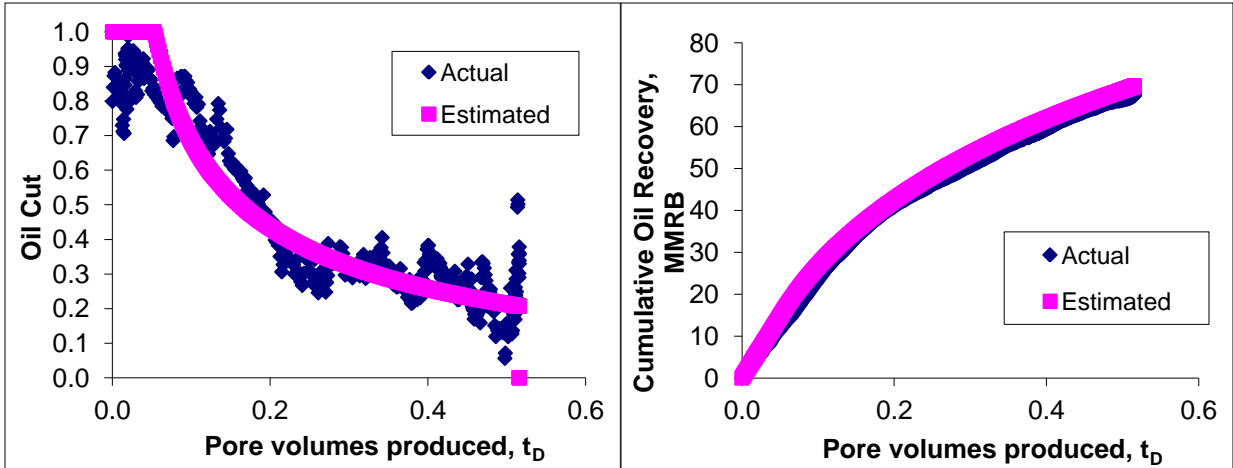 1.0
0.9
0.8
0.7
0.6
0.5
0.4
0.3
0.2
0.1
0.0
Oil Cut
Actual
Estimated
0.0 0.2 0.4 0.6
Pore volumes produced, tD
80
70
60
50
40
30
20
10
0
Cumulative Oil Recovery,
MMRB
Actual
Estimated
0.0 0.2 0.4 0.6
Pore volumes produced, tD